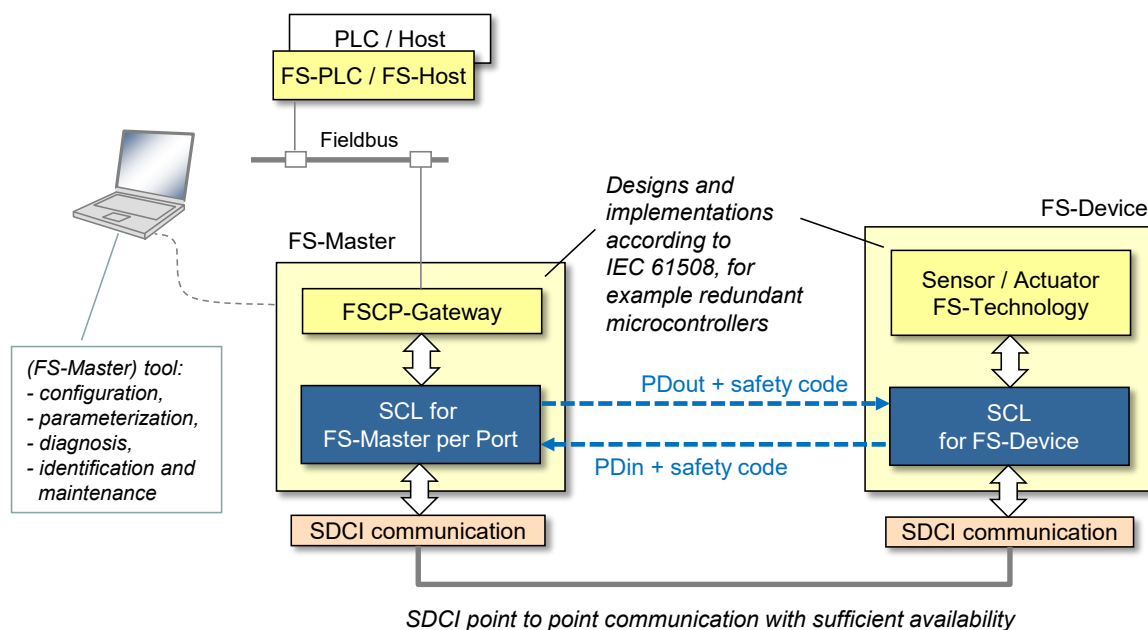 PLC / Host
FS-PLC / FS-Host
Fieldbus
Designs and
implementations
according to
IEC 61508, for
example redundant
microcontrollers
FS-Device
FS-Master
Sensor / Actuator
FS-Technology
FSCP-Gateway
(FS-Master) tool:
- configuration,
- parameterization,
- diagnosis,
- identification and
maintenance
SCL for
FS-Master per Port
PDout + safety code
PDin + safety code
SCL
for FS-Device
SDCI communication
SDCI communication
SDCI point to point communication with sufficient availability